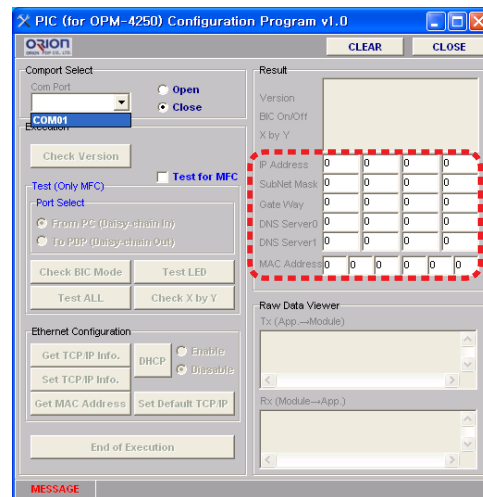 PIC (for OPM-4250) Configuration Program v1.0
ORION
CLEAR
CLOSE
Comport Select
Com Port
COM01
Open
Close
Execution
Check Version
Test for MFC
Test (Only MFC)
Port Select
From PC (Daisy-chain In)
To PDP (Daisy-chain Out)
Check BIC Mode
Test LED
Test ALL
Check X by Y
Ethernet Configuration
Get TCP/IP Info.
DHCP
Enable
Disable
Set TCP/IP Info.
Get MAC Address
Set Default TCP/IP
End of Execution
Result
Version
BIC On/Off
X by Y
IP Address 0 0 0 0
SubNet Mask 0 0 0 0
Gate Way 0 0 0 0
DNS Server0 0 0 0 0
DNS Server1 0 0 0 0
MAC Address 0 0 0 0 0 0
Raw Data Viewer
Tx (App.→Module)
Rx (Module→App.)
MESSAGE